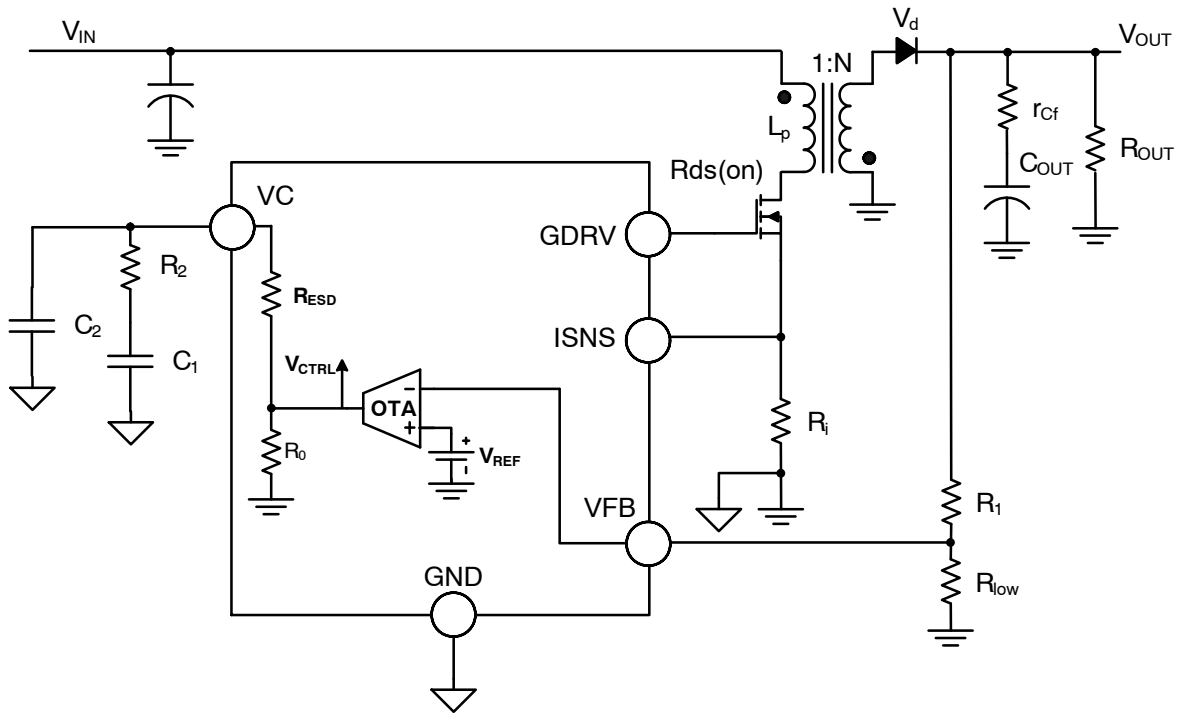 VIN
Vd
VOUT
1:N
Lp
rCf
COUT
ROUT
Rds(on)
VC
GDRV
R2
RESD
C2
C1
ISNS
VCTRL
OTA
−
+
Ri
R0
+
-
VREF
VFB
R1
GND
Rlow